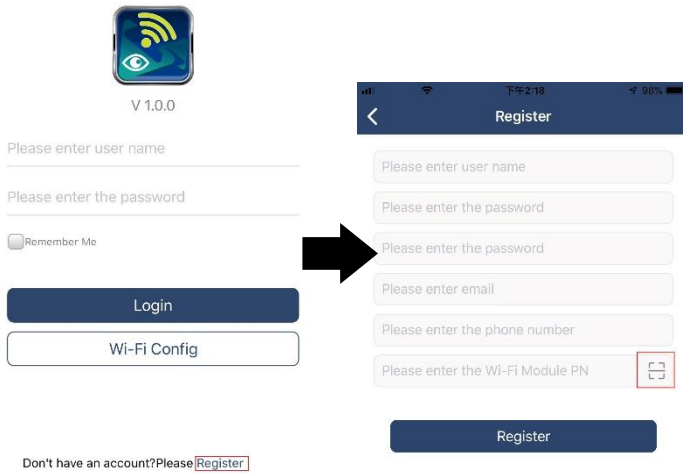 V 1.0.0
Please enter user name
Please enter the password
Remember Me
Login
Wi-Fi Config
Don't have an account?Please Register
下午2:18
98%
Register
Please enter user name
Please enter the password
Please enter the password
Please enter email
Please enter the phone number
Please enter the Wi-Fi Module PN
Register